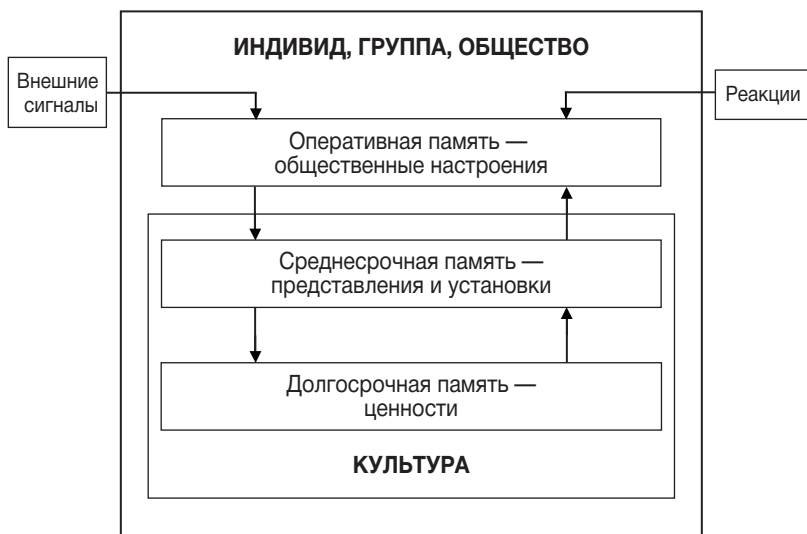 ИНДИВИД, ГРУППА, ОБЩЕСТВО
Внешние
сигналы
Реакции
Оперативная память —
общественные настроения
Среднесрочная память —
представления и установки
Долгосрочная память —
ценности
КУЛЬТУРА